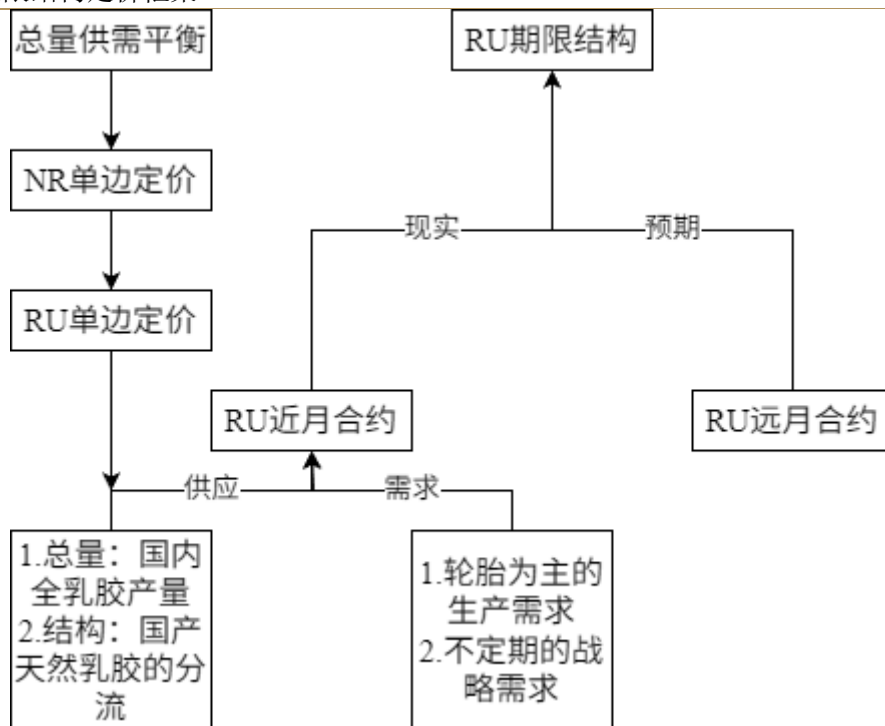 总量供需平衡
RU期限结构
NR单边定价
现实
预期
RU单边定价
RU近月合约
RU远月合约
供应
需求
1.总量：国内
全乳胶产量
2.结构：国产
天然乳胶的分
流
1.轮胎为主的
生产需求
2.不定期的战
略需求